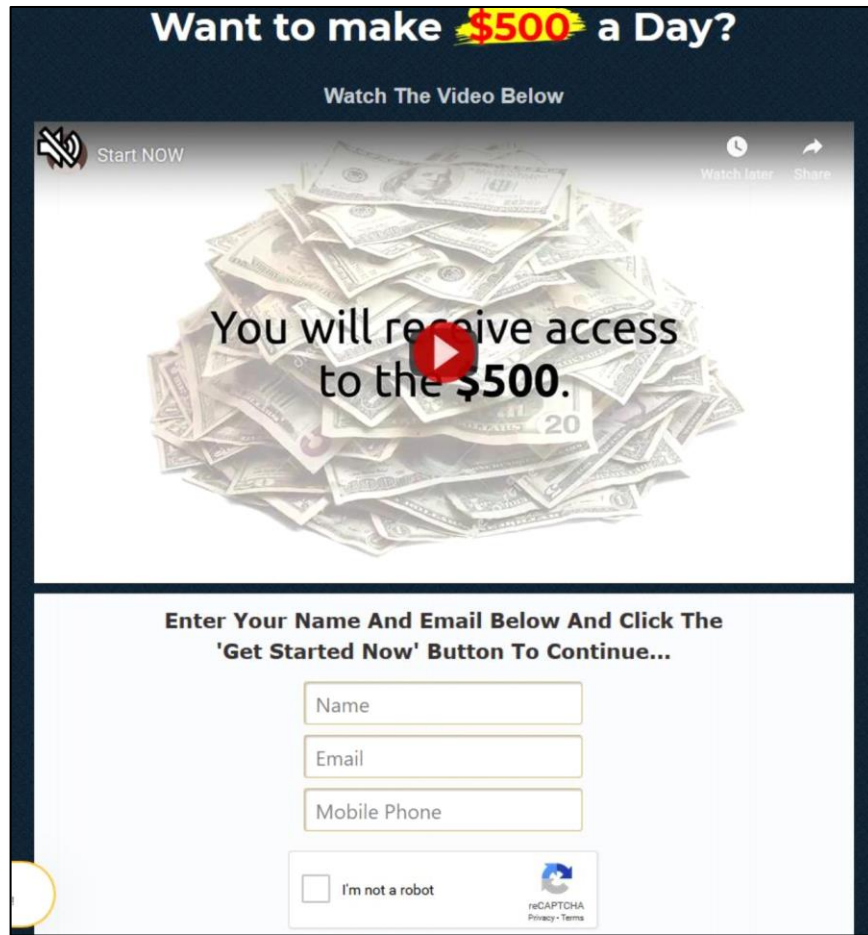 Want to make $500 a Day?
Watch The Video Below
Start NOW
Watch later
Share
You will receive access
to the $500.
20
Enter Your Name And Email Below And Click The
'Get Started Now' Button To Continue...
Name
Email
Mobile Phone
I'm not a robot
reCAPTCHA
Privacy - Terms